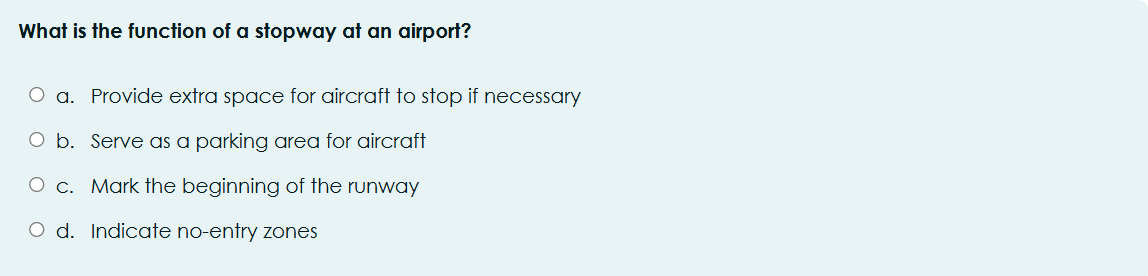 What is the function of a stopway at an airport?
a. Provide extra space for aircraft to stop if necessary
b. Serve as a parking area for aircraft
c. Mark the beginning of the runway
d. Indicate no-entry zones